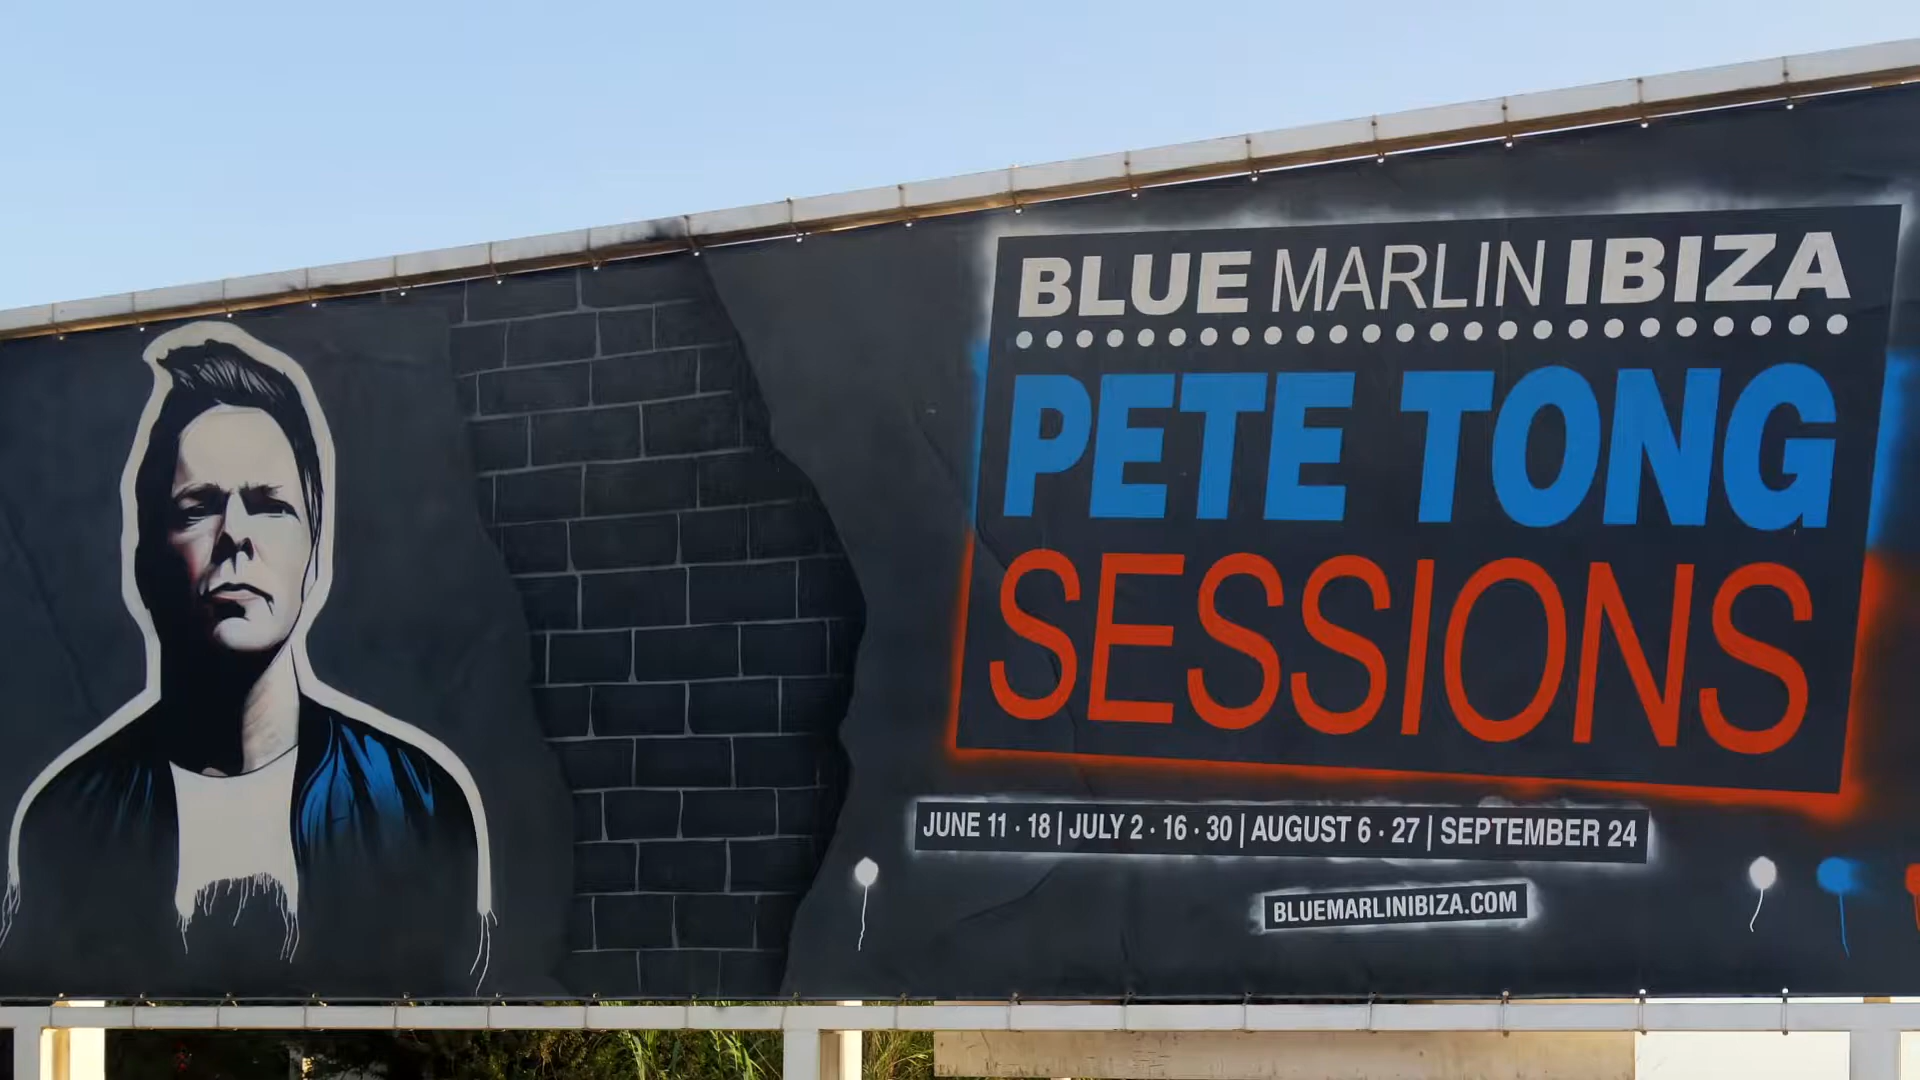 BLUE MARLIN IBIZA
PETE TONG
SESSIONS
JUNE 11 · 18 | JULY 2 · 16 · 30 | AUGUST 6 · 27 | SEPTEMBER 24
BLUEMARLINIBIZA.COM